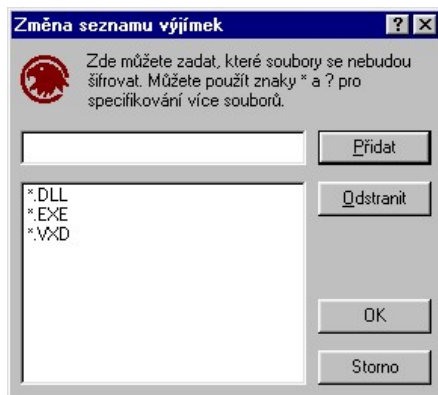 Změna seznamu výjímek
Zde můžete zadat, které soubory se nebudou
šifrovat. Můžete použít znaky * a ? pro
specifikování více souborů.
Přidat
*.DLL
*.EXE
*.VXD
Odstranit
OK
Storno